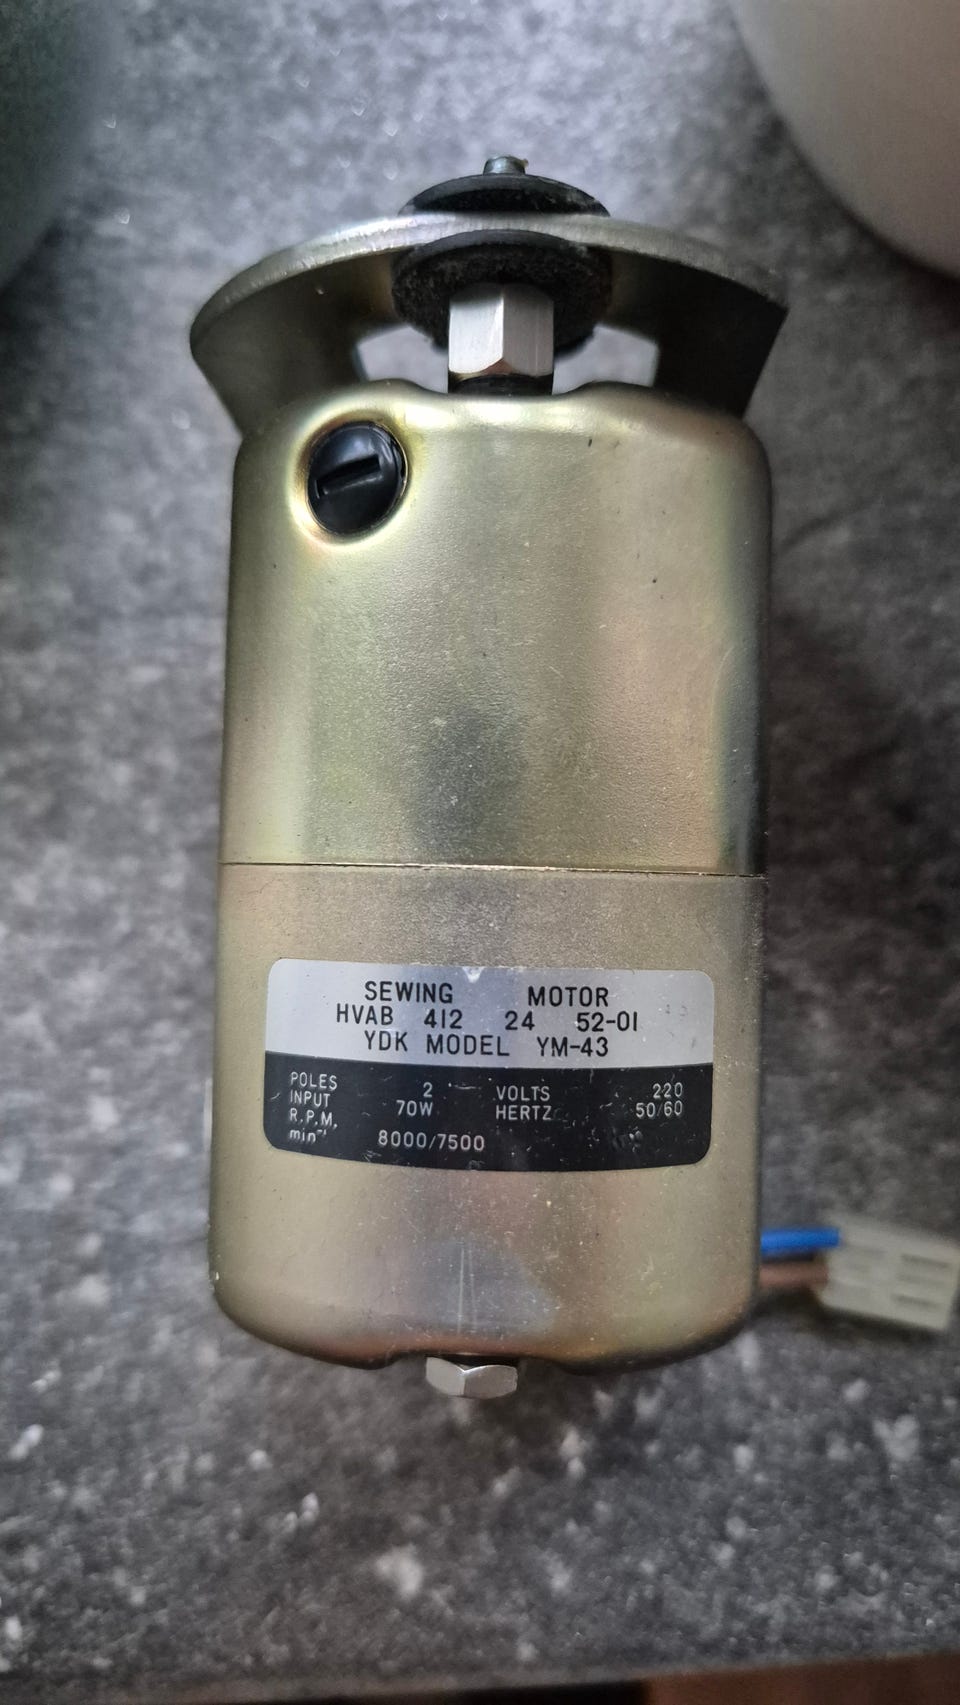 SEWING MOTOR
HVAB 412 24 52-01
YDK MODEL YM-43
POLES 2 VOLTS 220
INPUT 70W HERTZ 50/60
R.P.M.
min⁻¹ 8000/7500